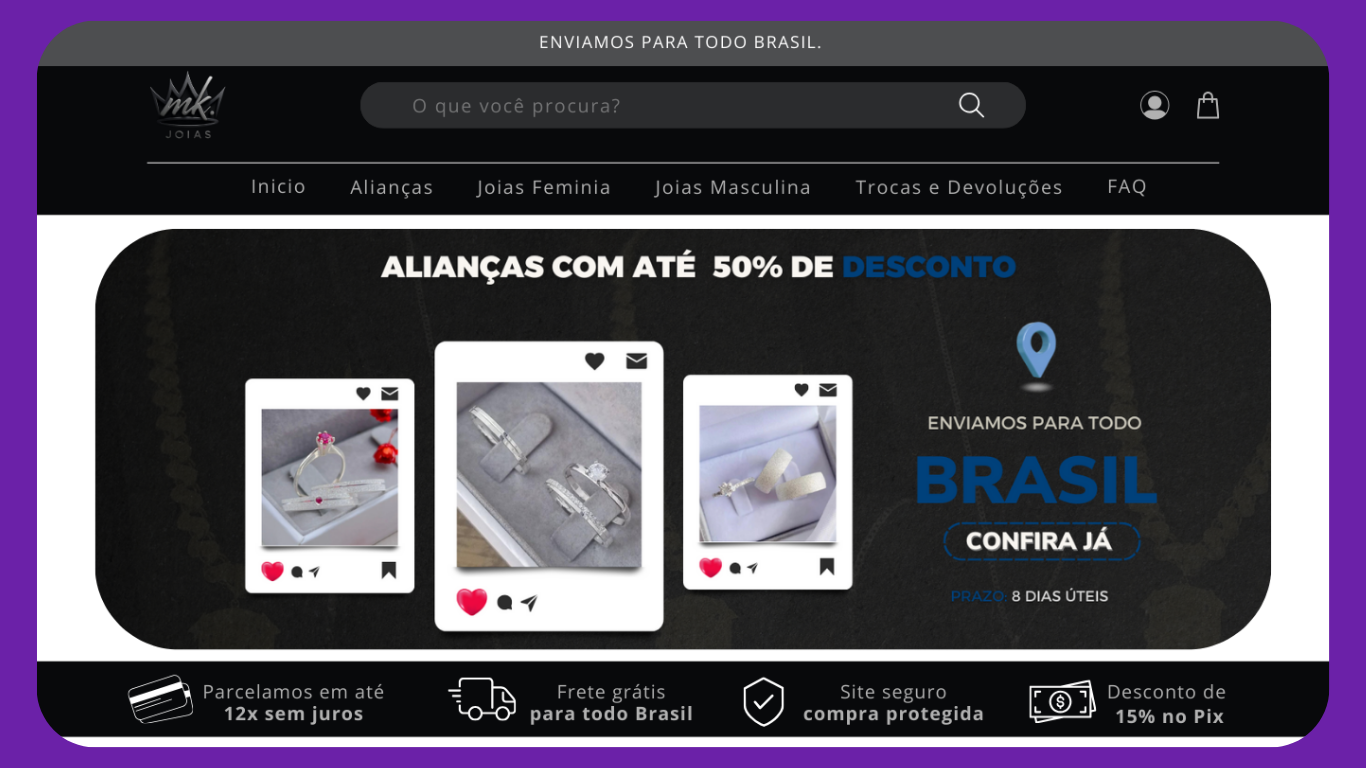 ENVIAMOS PARA TODO BRASIL.
mk.
JOIAS
O que você procura?
Inicio Alianças Joias Feminia Joias Masculina Trocas e Devoluções FAQ
ALIANÇAS COM ATÉ 50% DE DESCONTO
ENVIAMOS PARA TODO
BRASIL
CONFIRA JÁ
PRAZO: 8 DIAS ÚTEIS
Parcelamos em até
12x sem juros
Frete grátis
para todo Brasil
Site seguro
compra protegida
Desconto de
15% no Pix